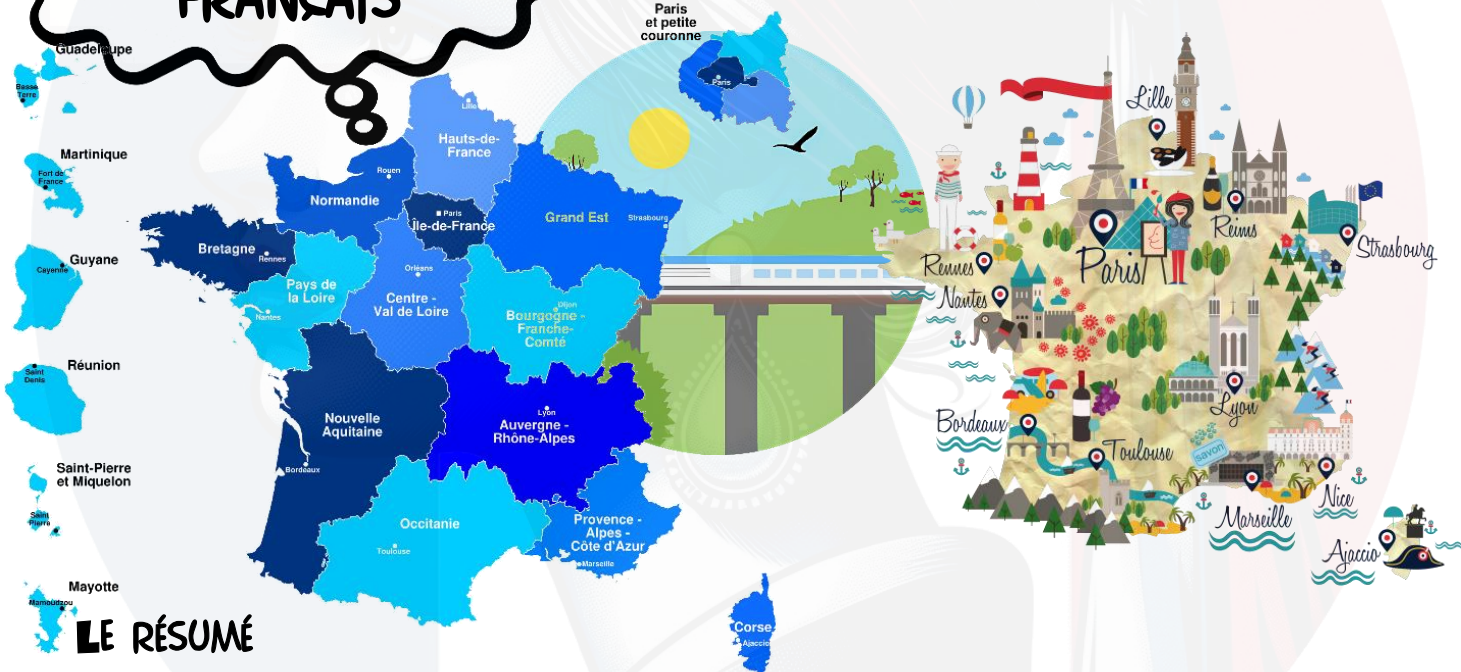 FRANÇAIS
Guadeloupe
Basse
Terre
Martinique
Fort de
France
Guyane
Cayenne
Réunion
Saint
Denis
Saint-Pierre
et Miquelon
Saint
Pierre
Mayotte
Mamoudzou
LE RÉSUMÉ
Paris
et petite
couronne
Paris
Lille
Hauts-de-
France
Rouen
Normandie
Paris
Île-de-France
Grand Est
Strasbourg
Bretagne
Rennes
Pays de
la Loire
Nantes
Orléans
Centre -
Val de Loire
Dijon
Bourgogne -
Franche-
Comté
Nouvelle
Aquitaine
Bordeaux
Lyon
Auvergne -
Rhône-Alpes
Occitanie
Toulouse
Provence -
Alpes -
Côte d'Azur
Marseille
Corse
Ajaccio
Lille
Reims
Strasbourg
Paris
Rennes
Nantes
Lyon
Bordeaux
Toulouse
savon
Nice
Marseille
Ajaccio